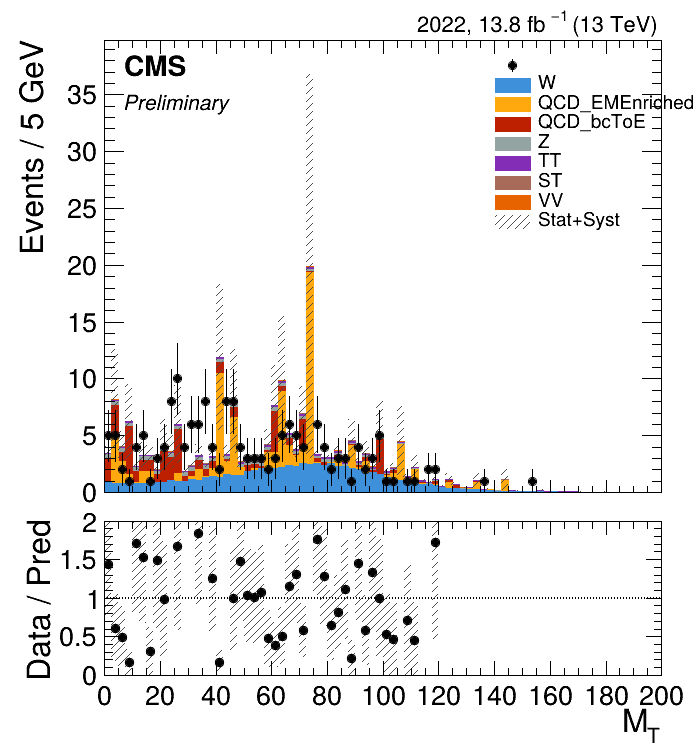 2022, 13.8 fb⁻¹ (13 TeV)
CMS
Preliminary
W
QCD_EMEnriched
QCD_bcToE
Z
TT
ST
VV
Stat+Syst
Events / 5 GeV
35
30
25
20
15
10
5
0
Data / Pred
2
1.5
1
0.5
0
0 20 40 60 80 100 120 140 160 180 200
M_T